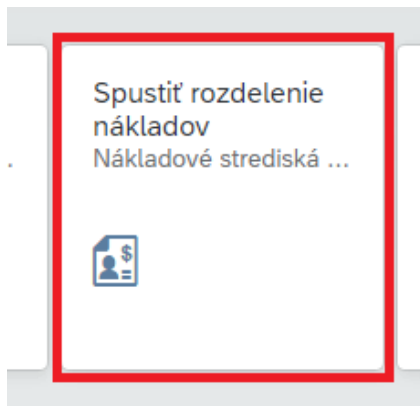 Spustiť rozdelenie
nákladov
Nákladové strediská ...
.
$